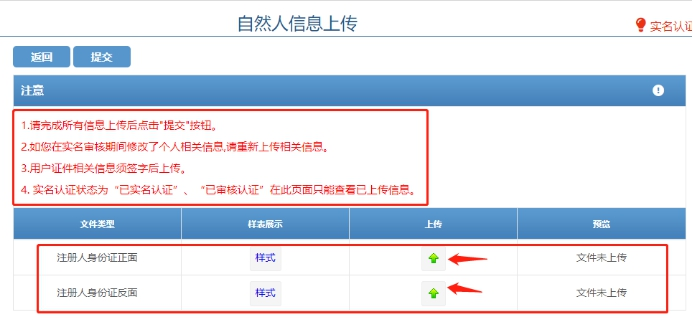 自然人信息上传
实名认证
返回 提交
注意
1.请完成所有信息上传后点击"提交"按钮。
2.如您在实名审核期间修改了个人相关信息,请重新上传相关信息。
3.用户证件相关信息须签字后上传。
4. 实名认证状态为“已实名认证”、“已审核认证”在此页面只能查看已上传信息。
文件类型 样表展示 上传 预览
注册人身份证正面 样式 文件未上传
注册人身份证反面 样式 文件未上传